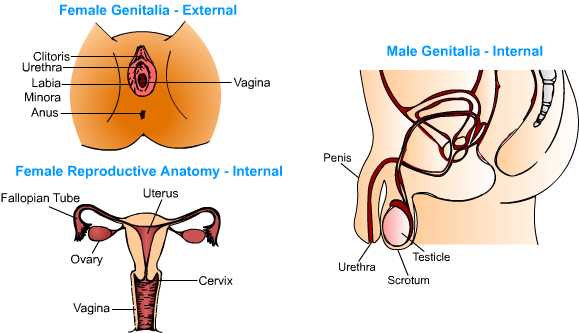 Female Genitalia - External
Clitoris
Urethra
Labia
Minora
Anus
Vagina
Female Reproductive Anatomy - Internal
Fallopian Tube
Uterus
Ovary
Cervix
Vagina
Male Genitalia - Internal
Penis
Urethra
Testicle
Scrotum